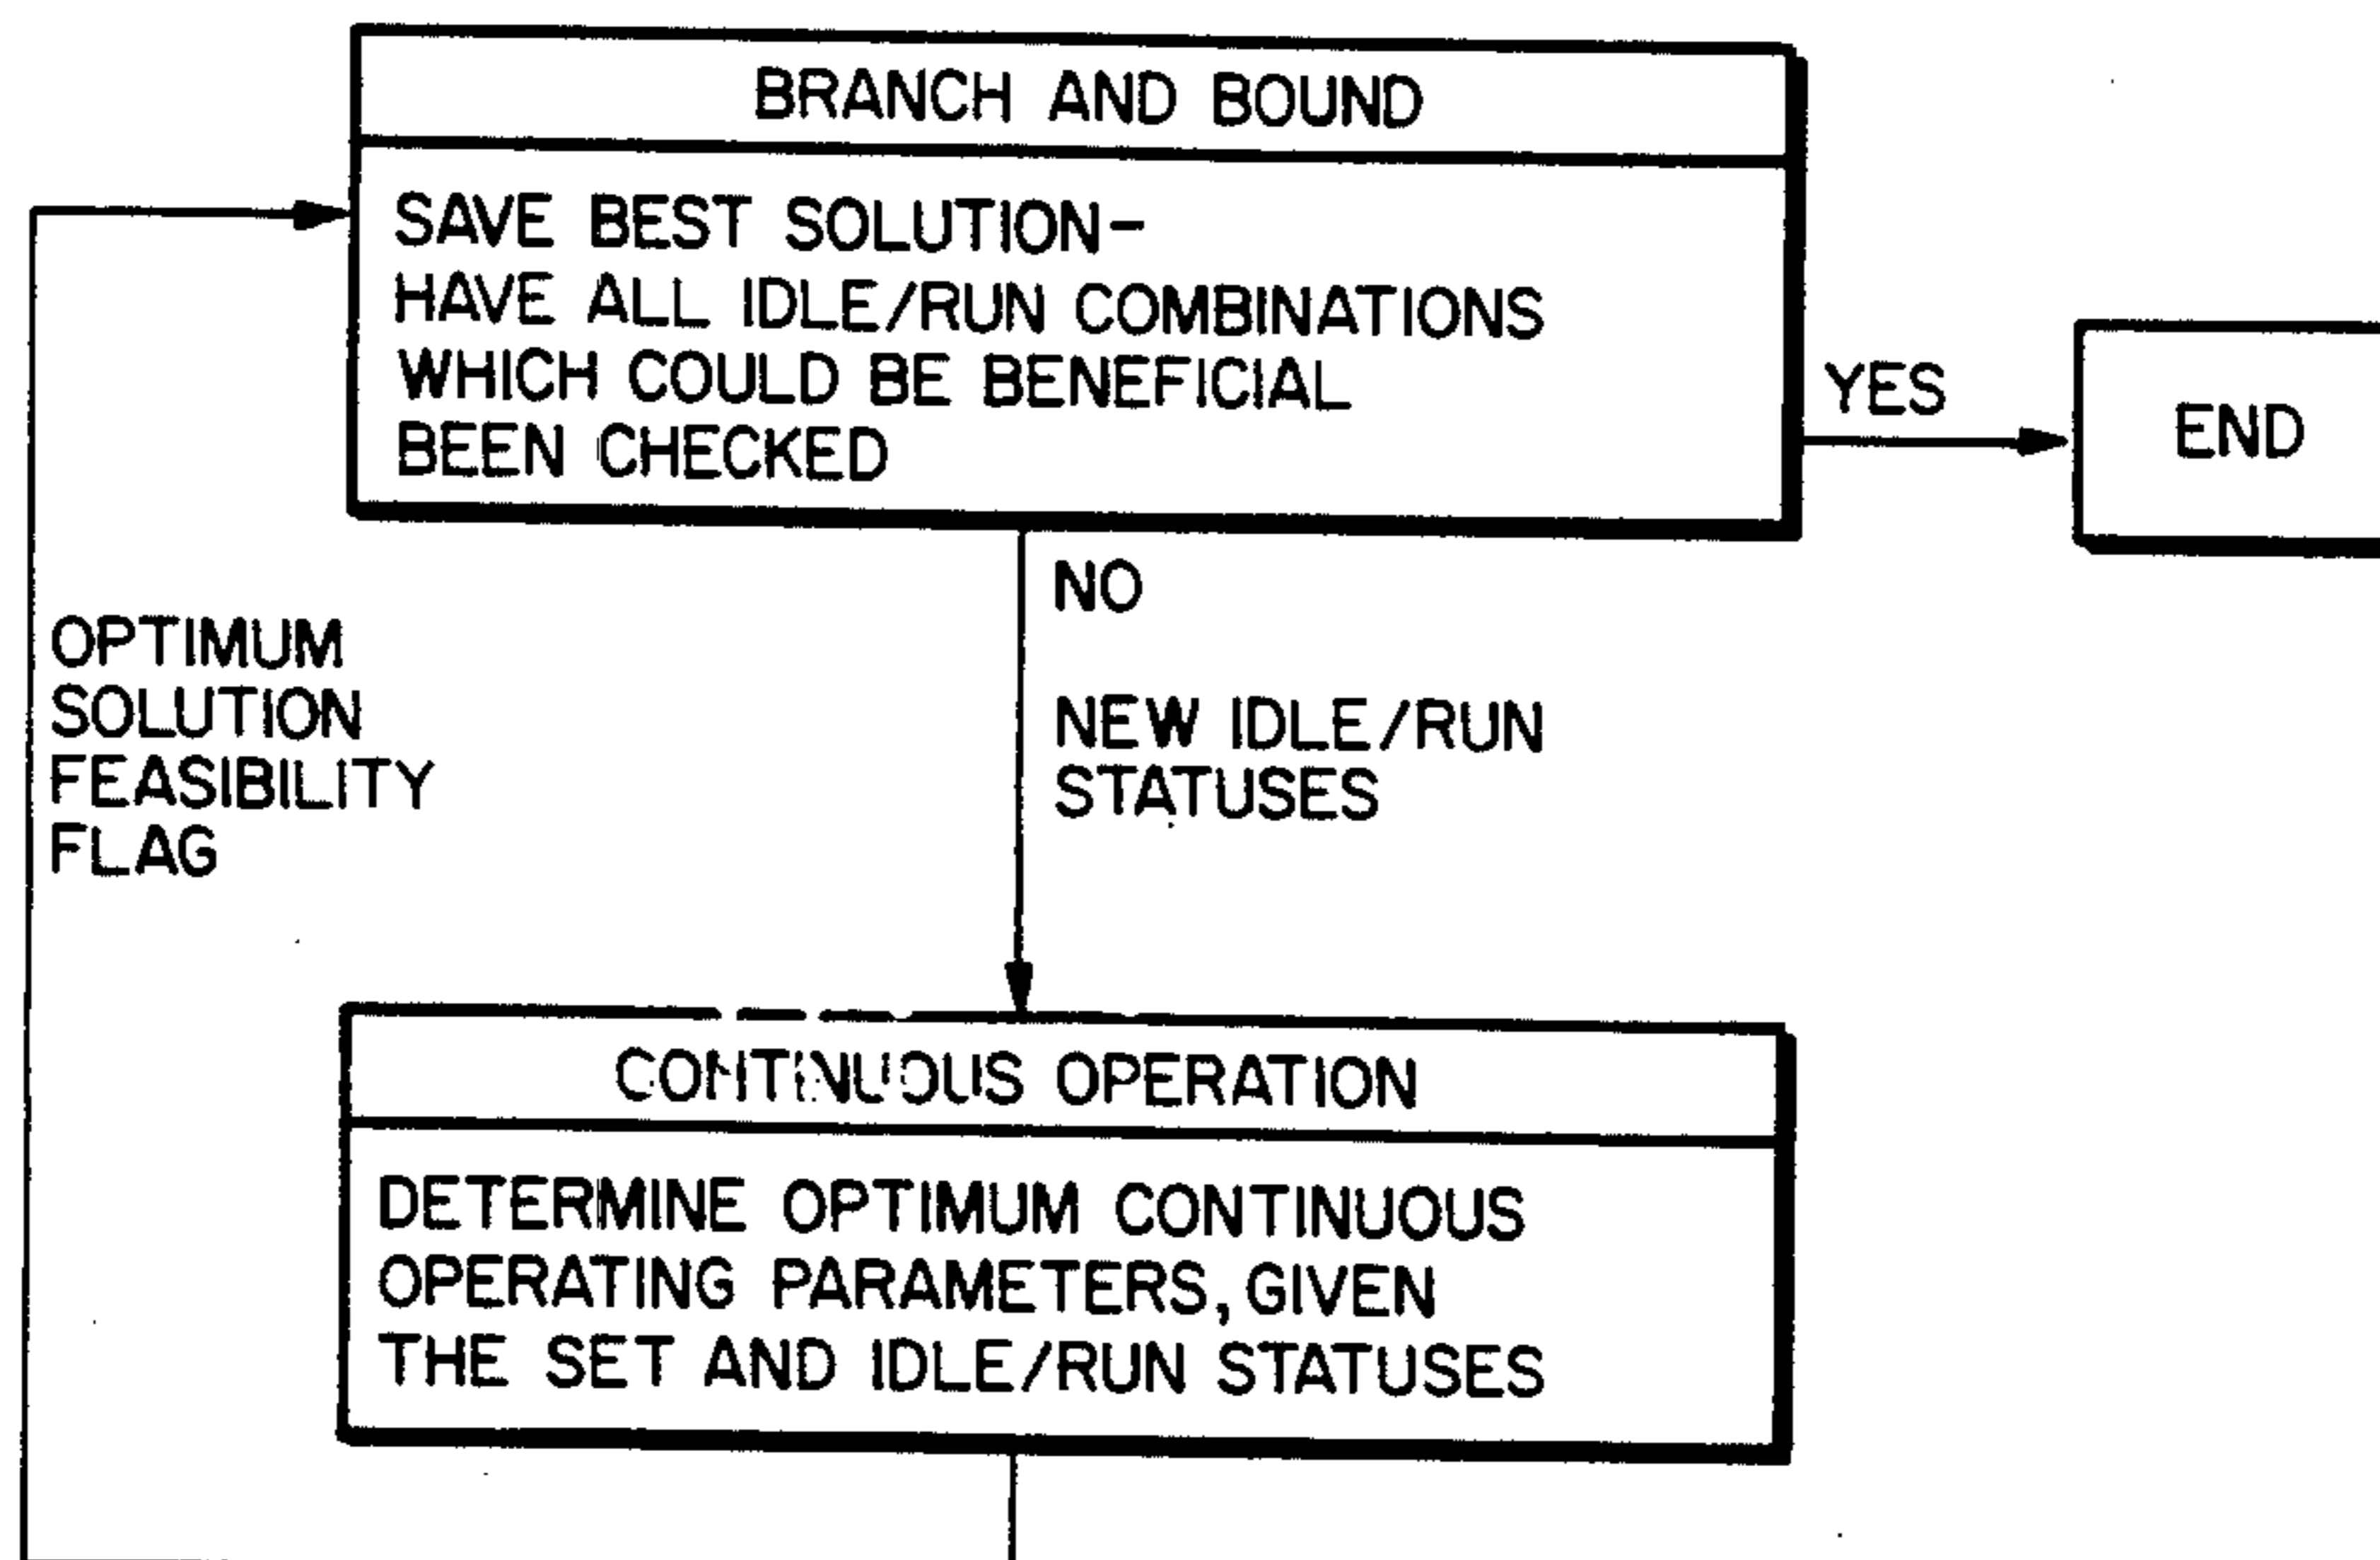 BRANCH AND BOUND
SAVE BEST SOLUTION-
HAVE ALL IDLE/RUN COMBINATIONS
WHICH COULD BE BENEFICIAL
BEEN CHECKED
YES
END
NO
OPTIMUM
SOLUTION
FEASIBILITY
FLAG
NEW IDLE/RUN
STATUSES
CONTINUOUS OPERATION
DETERMINE OPTIMUM CONTINUOUS
OPERATING PARAMETERS, GIVEN
THE SET AND IDLE/RUN STATUSES